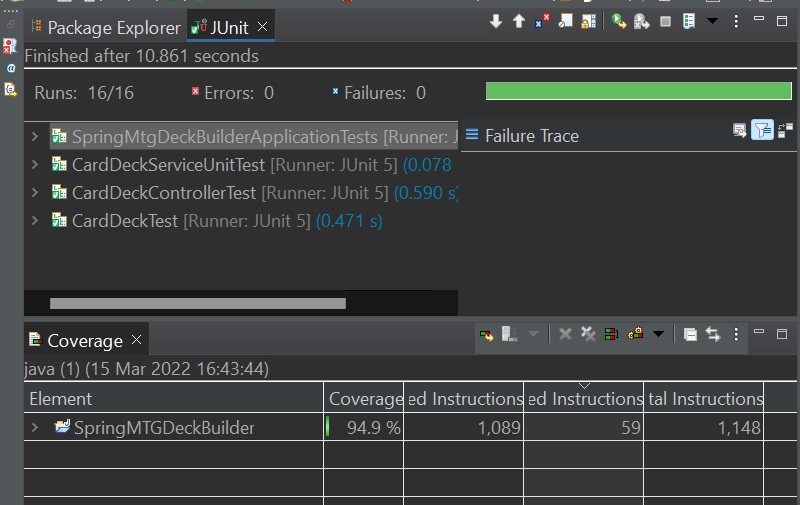 Package Explorer JUnit
Finished after 10.861 seconds
Runs: 16/16 Errors: 0 Failures: 0
SpringMtgDeckBuilderApplicationTests [Runner: J
Failure Trace
CardDeckServiceUnitTest [Runner: JUnit 5] (0.078
CardDeckControllerTest [Runner: JUnit 5] (0.590 s)
CardDeckTest [Runner: JUnit 5] (0.471 s)
Coverage
java (1) (15 Mar 2022 16:43:44)
Element Coverage ed Instructions ed Instructions tal Instructions
SpringMTGDeckBuilder 94.9 % 1,089 59 1,148